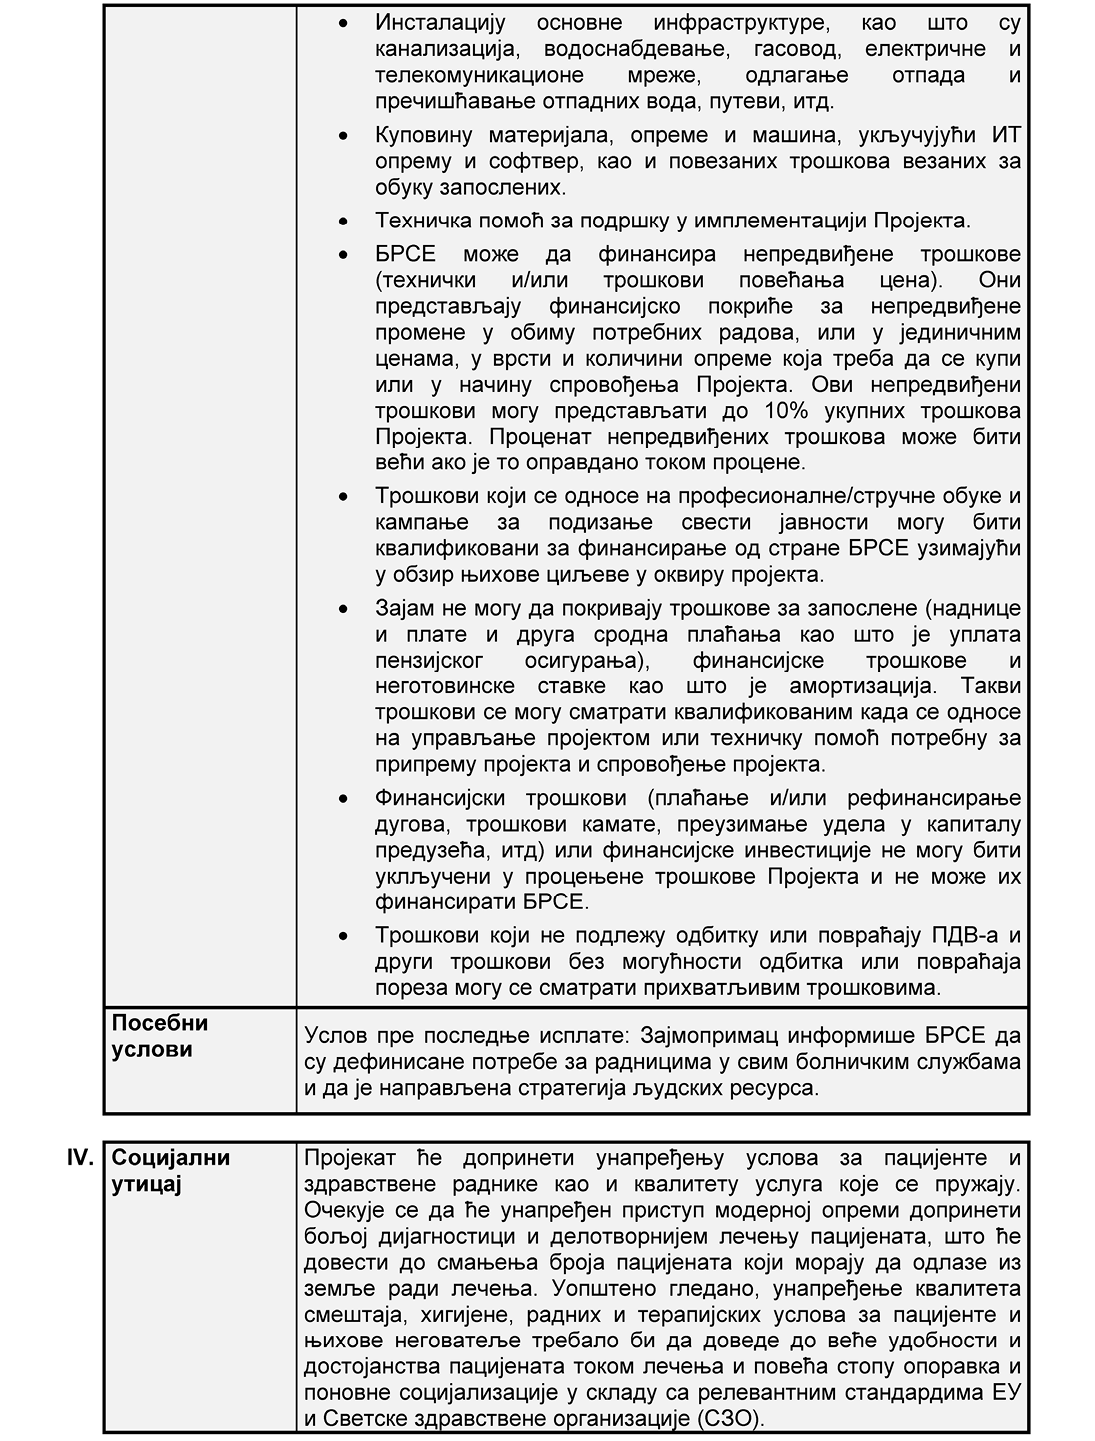 • Инсталацију основне инфраструктуре, као што су
канализација, водоснабдевање, гасовод, електричне и
телекомуникационе мреже, одлагање отпада и
пречишћавање отпадних вода, путеви, итд.
• Куповину материјала, опреме и машина, укључујући ИТ
опрему и софтвер, као и повезаних трошкова везаних за
обуку запослених.
• Техничка помоћ за подршку у имплементацији Пројекта.
• БРСЕ може да финансира непредвиђене трошкове
(технички и/или трошкови повећања цена). Они
представљају финансијско покриће за непредвиђене
промене у обиму потребних радова, или у јединичним
ценама, у врсти и количини опреме која треба да се купи
или у начину спровођења Пројекта. Ови непредвиђени
трошкови могу представљати до 10% укупних трошкова
Пројекта. Проценат непредвиђених трошкова може бити
већи ако је то оправдано током процене.
• Трошкови који се односе на професионалне/стручне обуке и
кампање за подизање свести јавности могу бити
квалификовани за финансирање од стране БРСЕ узимајући
у обзир њихове циљеве у оквиру пројекта.
• Зајам не могу да покривају трошкове за запослене (наднице
и плате и друга сродна плаћања као што је уплата
пензијског осигурања), финансијске трошкове и
неготовинске ставке као што је амортизација. Такви
трошкови се могу сматрати квалификованим када се односе
на управљање пројектом или техничку помоћ потребну за
припрему пројекта и спровођење пројекта.
• Финансијски трошкови (плаћање и/или рефинансирање
дугова, трошкови камате, преузимање удела у капиталу
предузећа, итд) или финансијске инвестиције не могу бити
уклључени у процењене трошкове Пројекта и не може их
финансирати БРСЕ.
• Трошкови који не подлежу одбитку или повраћају ПДВ-а и
други трошкови без могућности одбитка или повраћаја
пореза могу се сматрати прихватљивим трошковима.
Посебни
услови
Услов пре последње исплате: Зајмопримац информише БРСЕ да
су дефинисане потребе за радницима у свим болничким службама
и да је направљена стратегија људских ресурса.
IV. Социјални
утицај
Пројекат ће допринети унапређењу услова за пацијенте и
здравствене раднике као и квалитету услуга које се пружају.
Очекује се да ће унапређен приступ модерној опреми допринети
бољој дијагностици и делотворнијем лечењу пацијената, што ће
довести до смањења броја пацијената који морају да одлазе из
земље ради лечења. Уопштено гледано, унапређење квалитета
смештаја, хигијене, радних и терапијских услова за пацијенте и
њихове неговатеље требало би да доведе до веће удобности и
достојанства пацијената током лечења и повећа стопу опоравка и
поновне социјализације у складу са релевантним стандардима ЕУ
и Светске здравствене организације (СЗО).